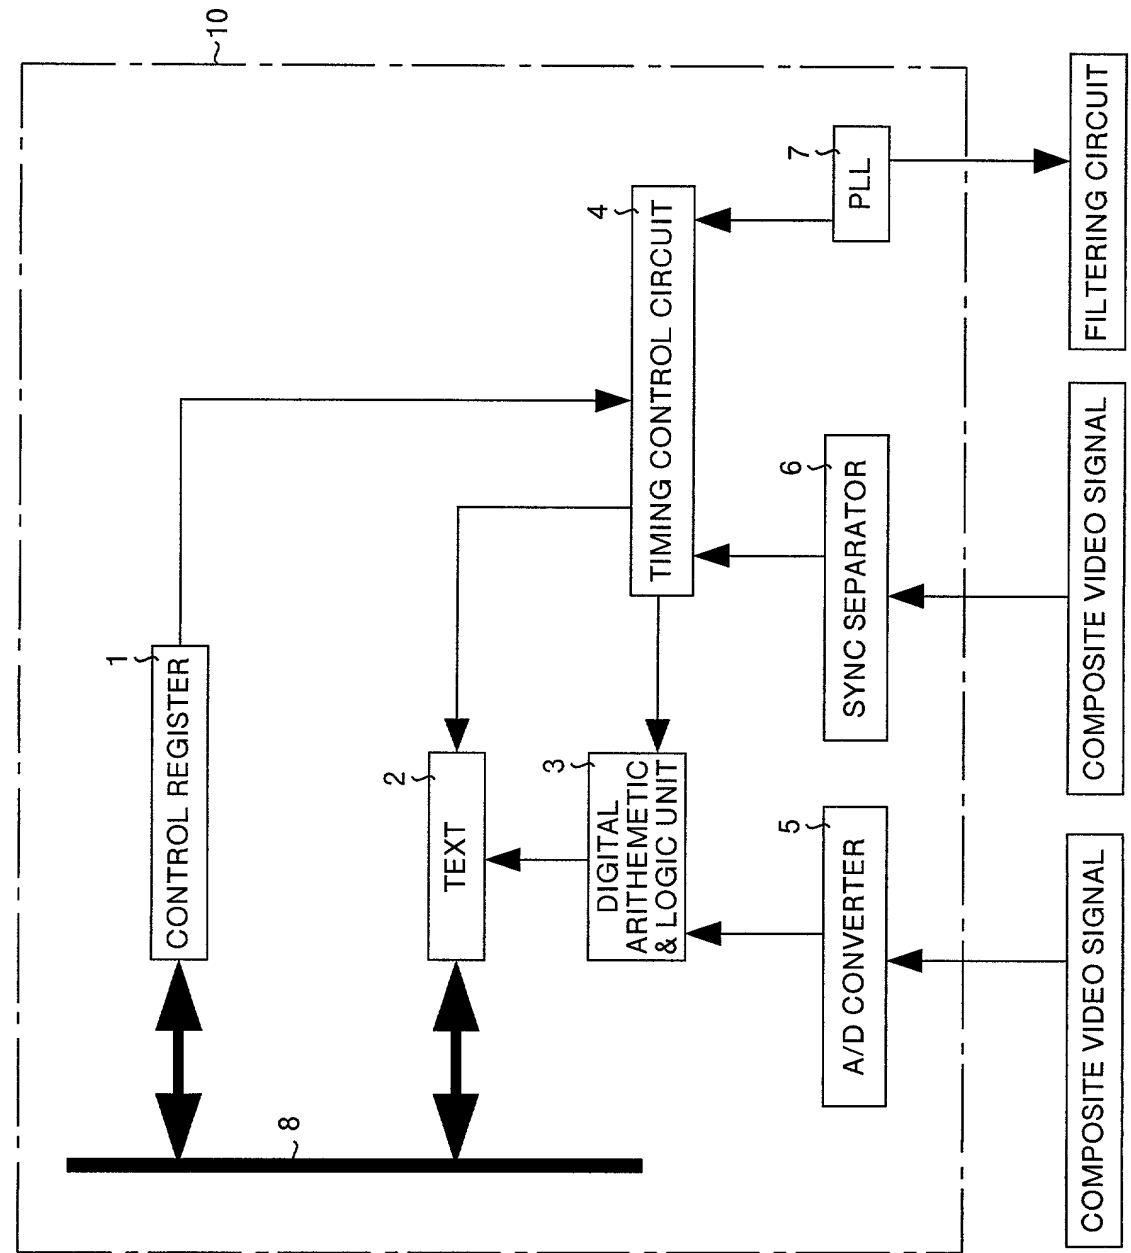 10
8
1
CONTROL REGISTER
2
TEXT
3
DIGITAL
ARITHEMETIC
& LOGIC UNIT
4
TIMING CONTROL CIRCUIT
5
A/D CONVERTER
6
SYNC SEPARATOR
7
PLL
COMPOSITE VIDEO SIGNAL
COMPOSITE VIDEO SIGNAL
FILTERING CIRCUIT